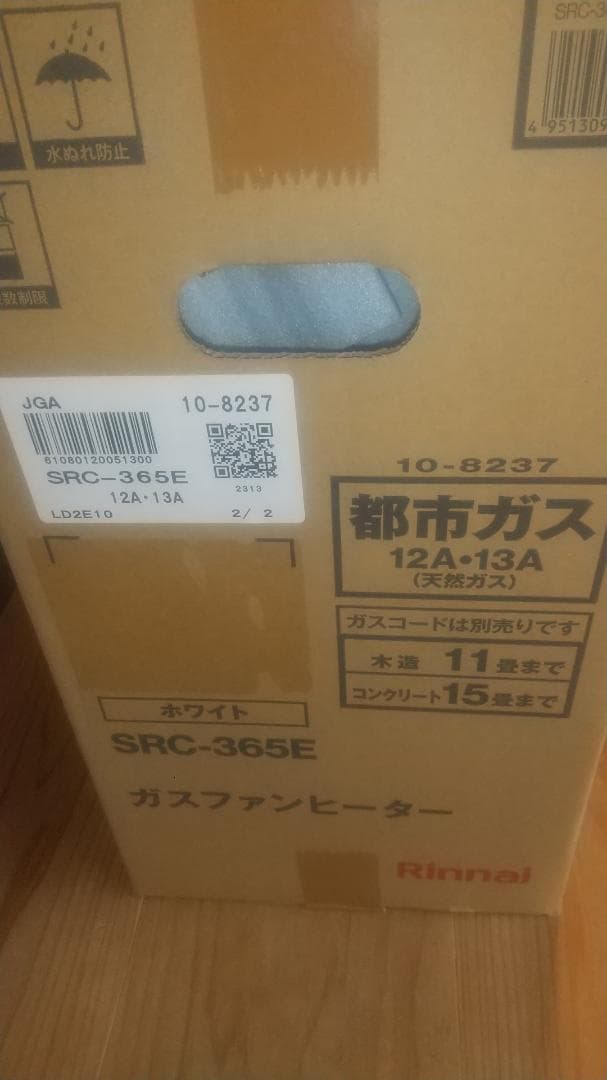 SRC-3
4 951309
水ぬれ防止
数制限
JGA
10-8237
61080120051300
SRC-365E
2313
12A・13A
LD2E10
2/ 2
10-8237
都市ガス
12A・13A
(天然ガス)
ガスコードは別売りです
木造 11畳まで
コンクリート15畳まで
ホワイト
SRC-365E
ガスファンヒーター
Rinnai